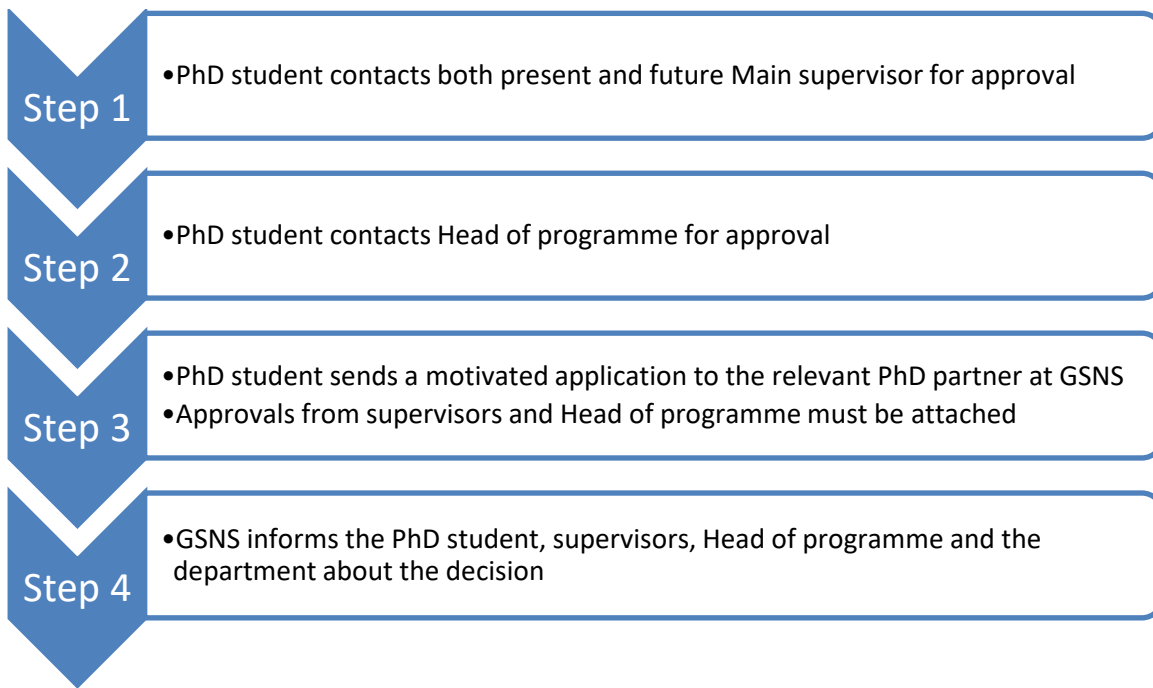 Step 1
•PhD student contacts both present and future Main supervisor for approval
Step 2
•PhD student contacts Head of programme for approval
Step 3
•PhD student sends a motivated application to the relevant PhD partner at GSNS
•Approvals from supervisors and Head of programme must be attached
Step 4
•GSNS informs the PhD student, supervisors, Head of programme and the
department about the decision